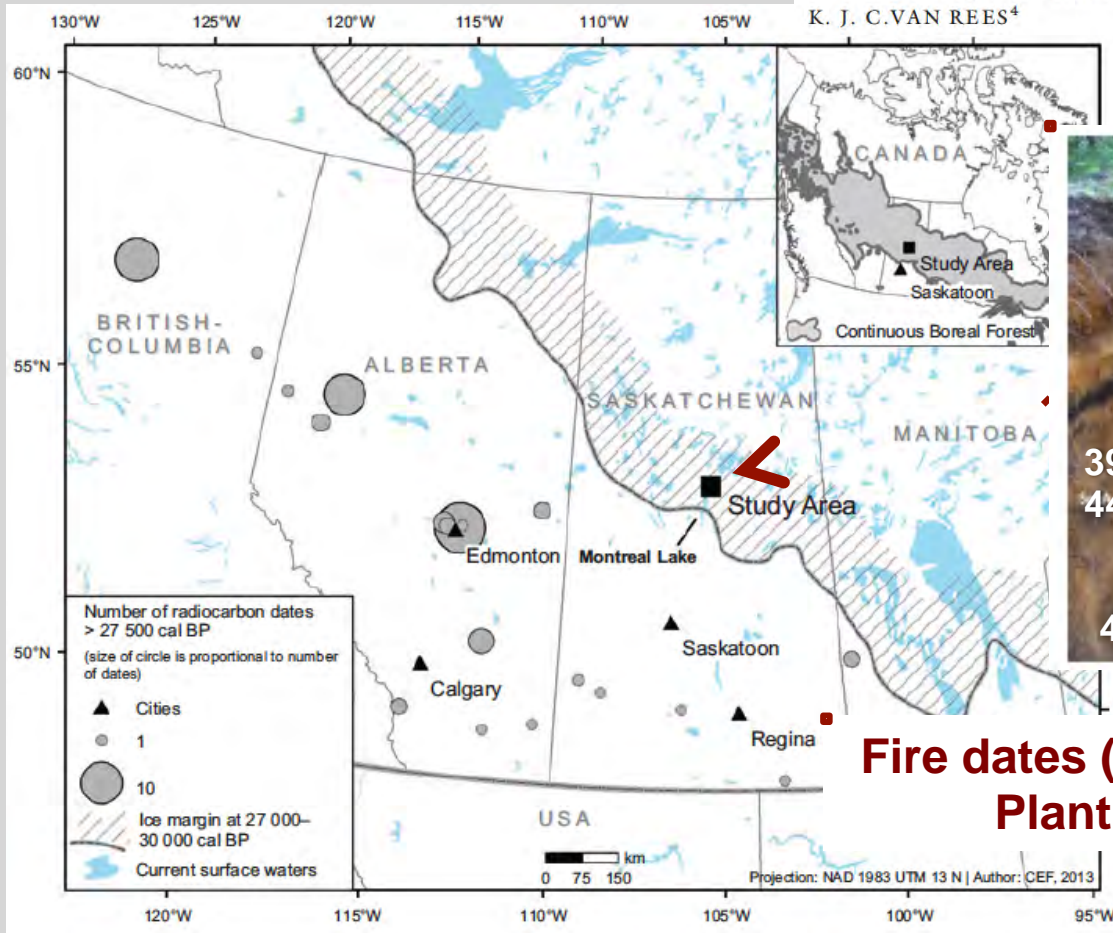 K. J. C.VAN REES⁴
130°W
125°W
120°W
115°W
110°W
105°W
60°N
55°N
50°N
CANADA
Study Area
Saskatoon
Continuous Boreal Forest
BRITISH-
COLUMBIA
ALBERTA
SASKATCHEWAN
MANITOBA
39
44
4
Study Area
Edmonton
Montreal Lake
Saskatoon
Calgary
Regina
USA
Number of radiocarbon dates
> 27 500 cal BP
(size of circle is proportional to number
of dates)
Cities
1
10
Ice margin at 27 000–
30 000 cal BP
Current surface waters
Fire dates (
Plant
km
0 75 150
Projection: NAD 1983 UTM 13 N | Author: CEF, 2013
120°W
115°W
110°W
105°W
100°W
95°W